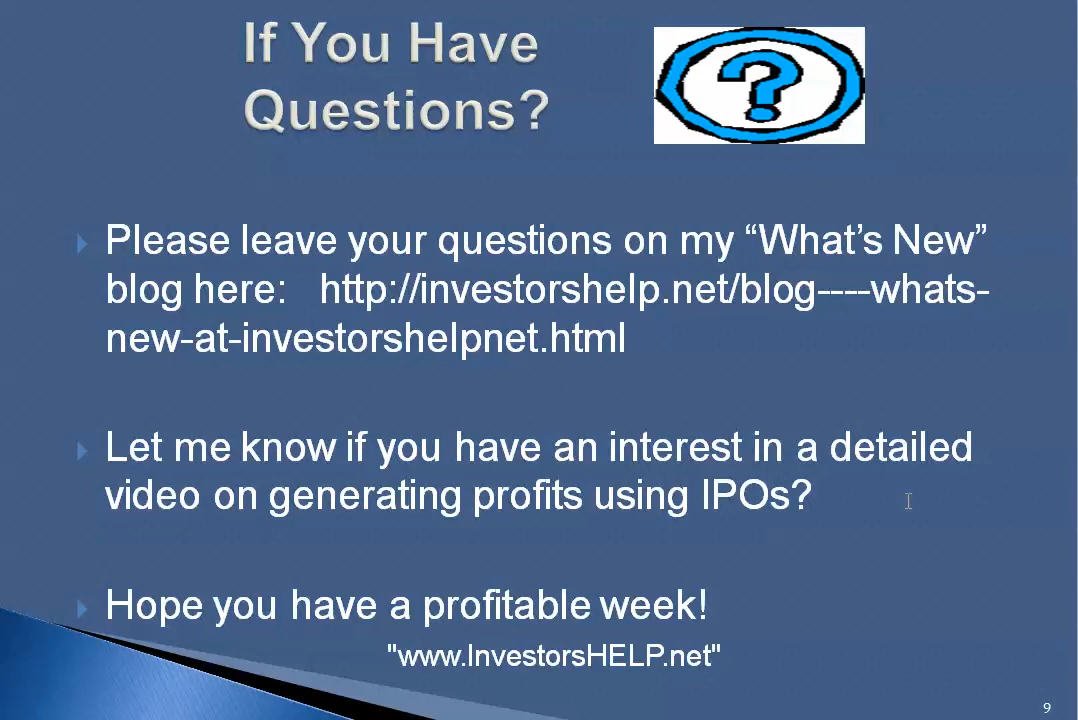 If You Have
Questions?
?
Please leave your questions on my “What’s New”
blog here: http://investorshelp.net/blog----whats-
new-at-investorshelpnet.html
Let me know if you have an interest in a detailed
video on generating profits using IPOs?
Hope you have a profitable week!
"www.InvestorsHELP.net"
9